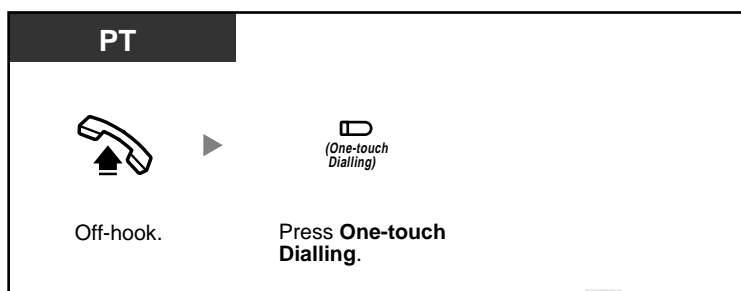 PT
(One-touch
Dialling)
Off-hook.
Press One-touch
Dialling.